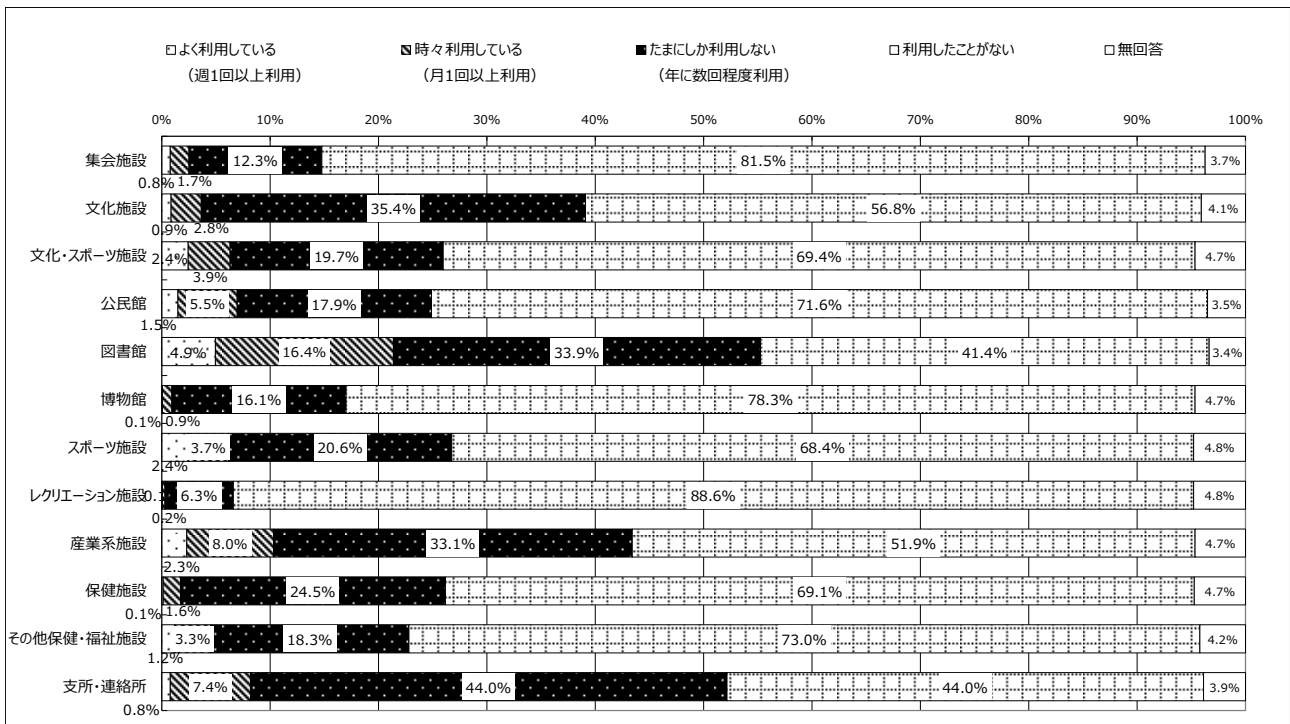 よく利用している 時々利用している たまにしか利用しない 利用したことがない 無回答
（週1回以上利用） （月1回以上利用） （年に数回程度利用）
0% 10% 20% 30% 40% 50% 60% 70% 80% 90% 100%
集会施設 12.3% 81.5% 3.7%
0.8% 1.7%
文化施設 35.4% 56.8% 4.1%
0.9% 2.8%
文化・スポーツ施設 2.4% 19.7% 69.4% 4.7%
3.9%
公民館 5.5% 17.9% 71.6% 3.5%
1.5%
図書館 4.9% 16.4% 33.9% 41.4% 3.4%
博物館 16.1% 78.3% 4.7%
0.1% 0.9%
スポーツ施設 3.7% 20.6% 68.4% 4.8%
2.4%
レクリエーション施設 6.3% 88.6% 4.8%
0.2%
産業系施設 8.0% 33.1% 51.9% 4.7%
2.3%
保健施設 24.5% 69.1% 4.7%
0.1% 1.6%
その他保健・福祉施設 3.3% 18.3% 73.0% 4.2%
1.2%
支所・連絡所 7.4% 44.0% 44.0% 3.9%
0.8%